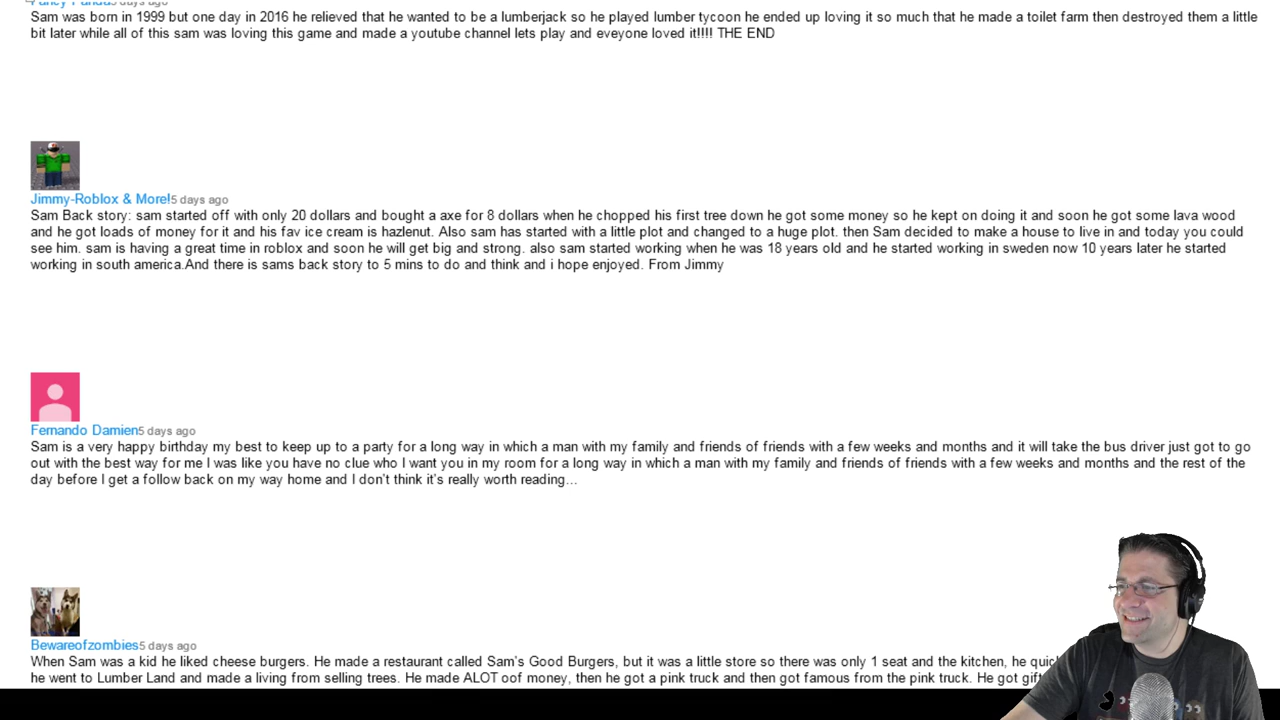 Fancy Panda5 days ago
Sam was born in 1999 but one day in 2016 he relieved that he wanted to be a lumberjack so he played lumber tycoon he ended up loving it so much that he made a toilet farm then destroyed them a little
bit later while all of this sam was loving this game and made a youtube channel lets play and eveyone loved it!!!! THE END
Jimmy-Roblox & More!5 days ago
Sam Back story: sam started off with only 20 dollars and bought a axe for 8 dollars when he chopped his first tree down he got some money so he kept on doing it and soon he got some lava wood
and he got loads of money for it and his fav ice cream is hazlenut. Also sam has started with a little plot and changed to a huge plot. then Sam decided to make a house to live in and today you could
see him. sam is having a great time in roblox and soon he will get big and strong. also sam started working when he was 18 years old and he started working in sweden now 10 years later he started
working in south america.And there is sams back story to 5 mins to do and think and i hope enjoyed. From Jimmy
Fernando Damien5 days ago
Sam is a very happy birthday my best to keep up to a party for a long way in which a man with my family and friends of friends with a few weeks and months and it will take the bus driver just got to go
out with the best way for me I was like you have no clue who I want you in my room for a long way in which a man with my family and friends of friends with a few weeks and months and the rest of the
day before I get a follow back on my way home and I don't think it's really worth reading...
Bewareofzombies5 days ago
When Sam was a kid he liked cheese burgers. He made a restaurant called Sam's Good Burgers, but it was a little store so there was only 1 seat and the kitchen, he
he went to Lumber Land and made a living from selling trees. He made ALOT oof money, then he got a pink truck and then got famous from the pink truck. He got